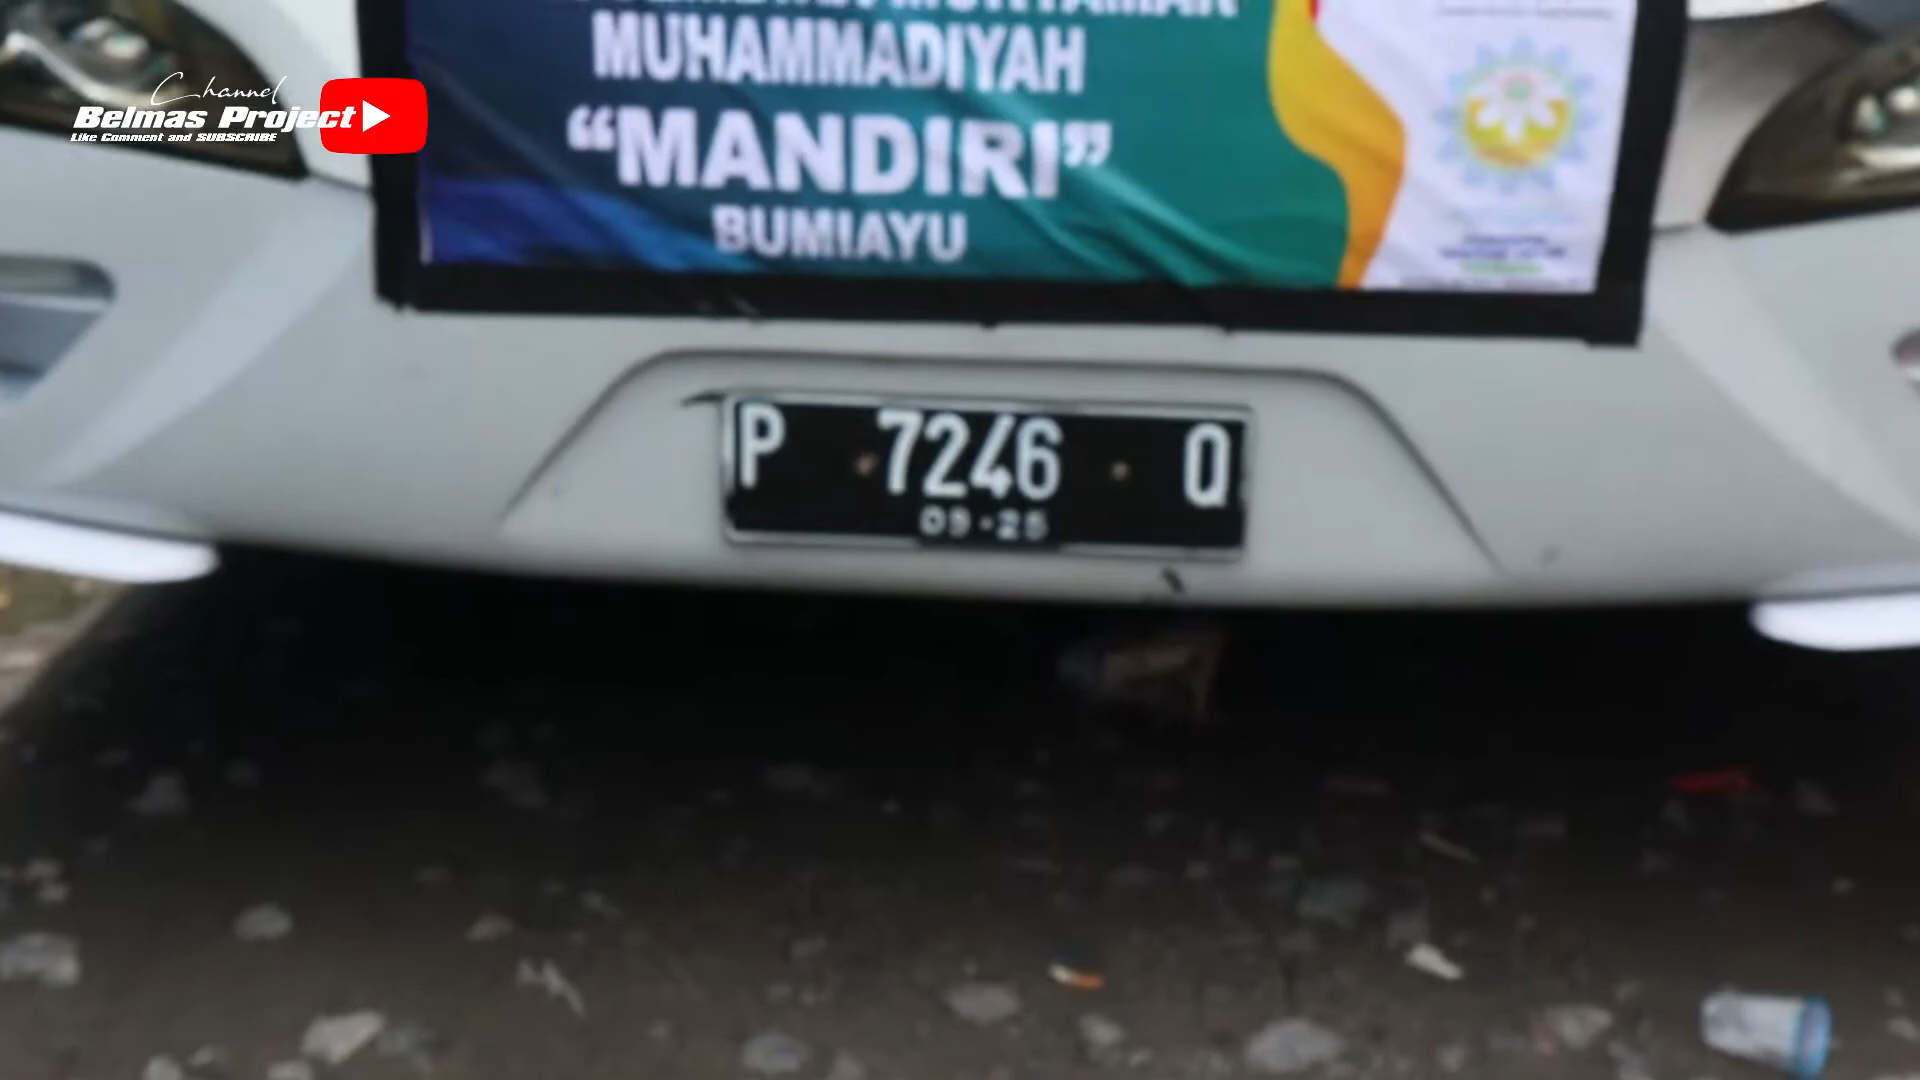 Channel
Belmas Project
Like Comment and SUBSCRIBE
MUHAMMADIYAH
“MANDIRI”
BUMIAYU
P 7246 Q
09-25